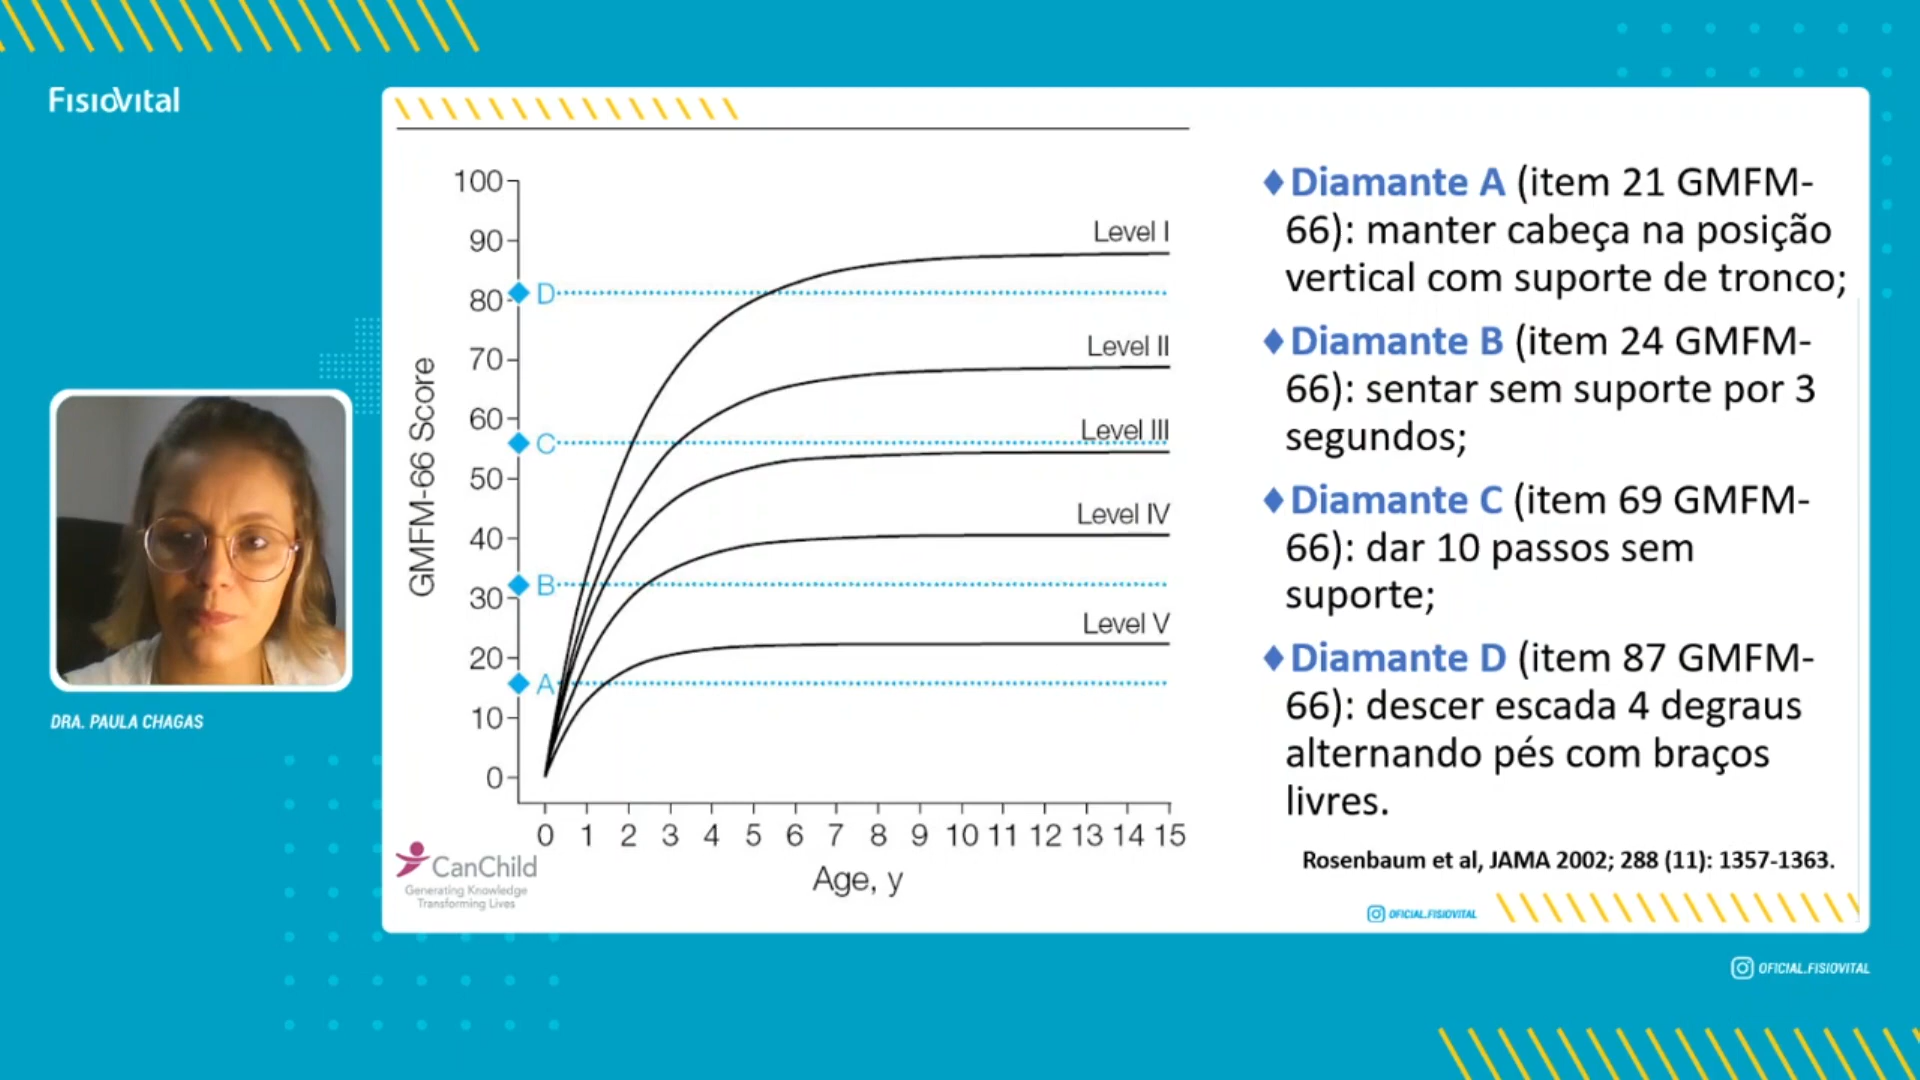 FisioVital
DRA. PAULA CHAGAS
100
90
80
70
60
50
40
30
20
10
0
GMFM-66 Score
D
C
B
A
Level I
Level II
Level III
Level IV
Level V
0 1 2 3 4 5 6 7 8 9 10 11 12 13 14 15
Age, y
CanChild
Generating Knowledge
Transforming Lives
♦Diamante A (item 21 GMFM-
66): manter cabeça na posição
vertical com suporte de tronco;
♦Diamante B (item 24 GMFM-
66): sentar sem suporte por 3
segundos;
♦Diamante C (item 69 GMFM-
66): dar 10 passos sem
suporte;
♦Diamante D (item 87 GMFM-
66): descer escada 4 degraus
alternando pés com braços
livres.
Rosenbaum et al, JAMA 2002; 288 (11): 1357-1363.
OFICIAL.FISIOVITAL
OFICIAL.FISIOVITAL